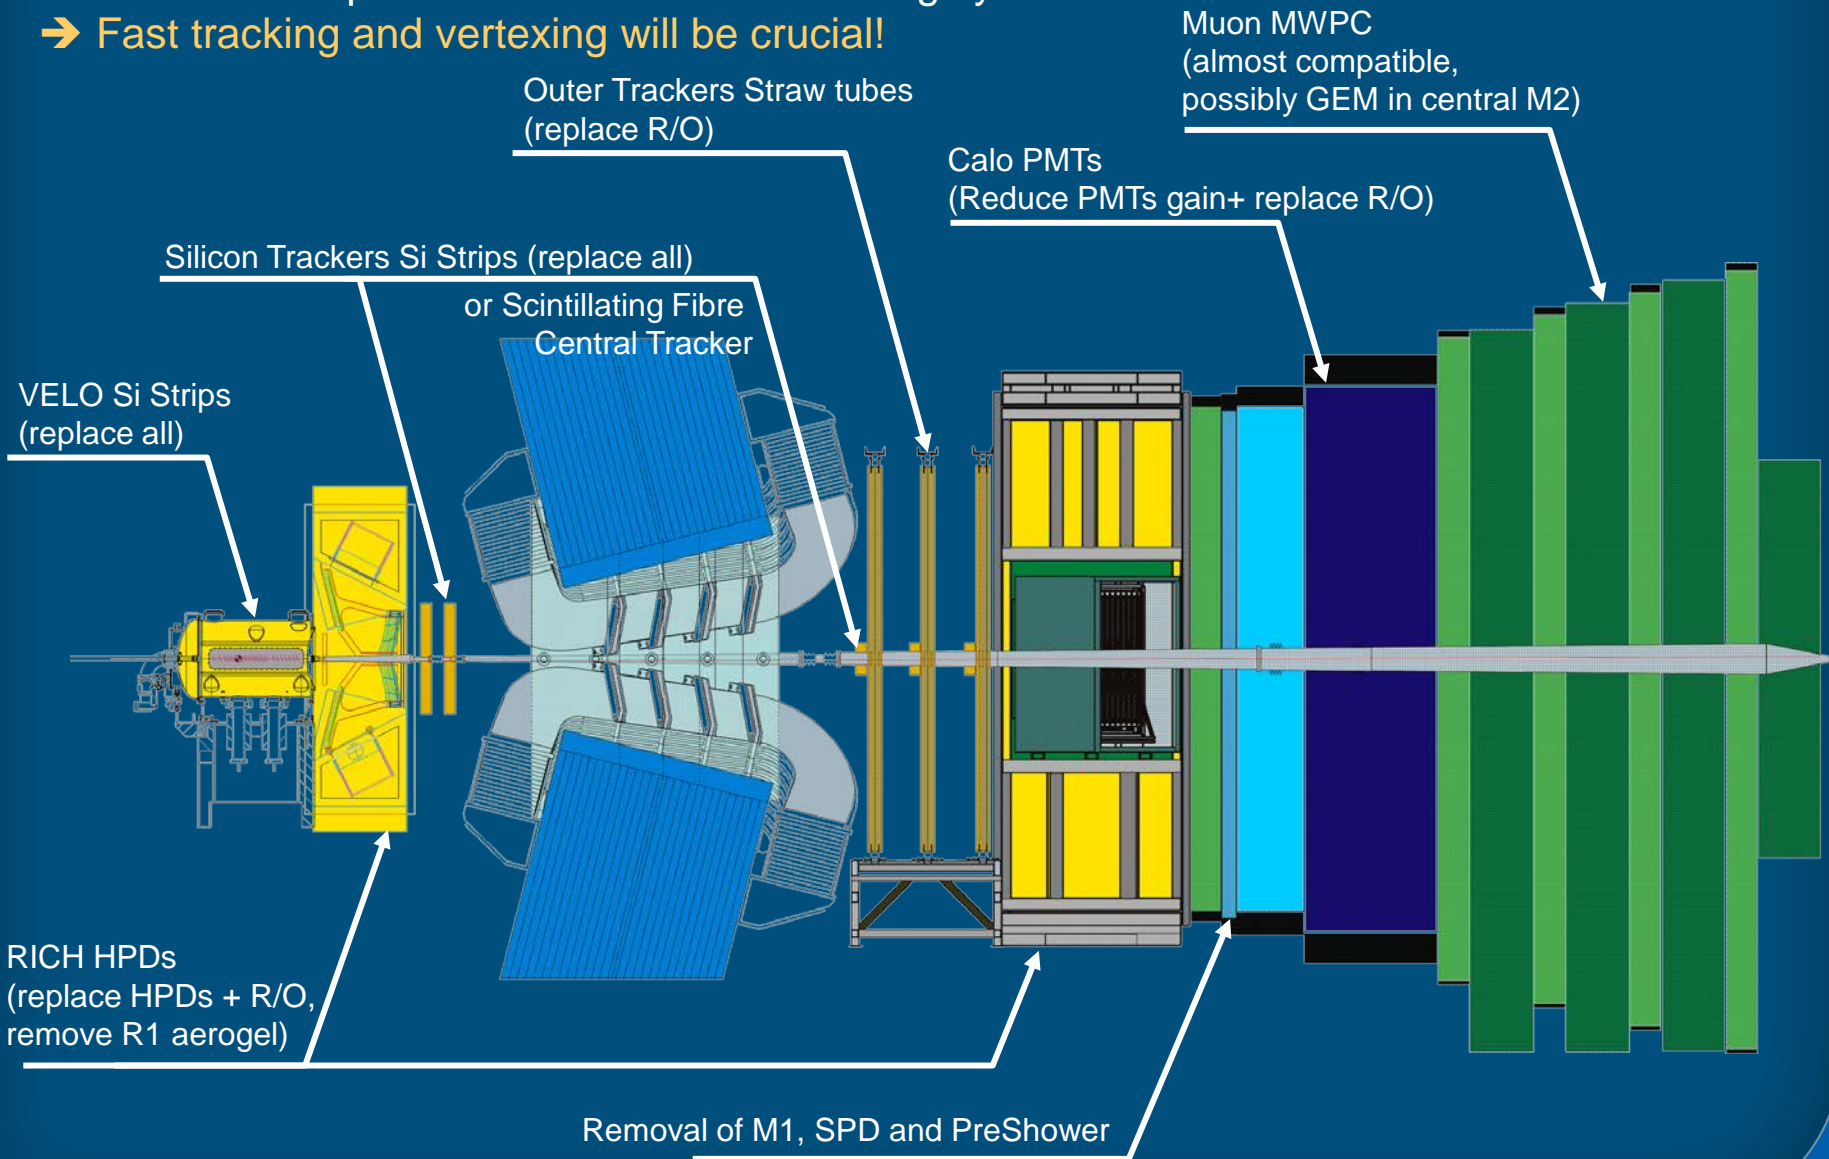 ➔ Fast tracking and vertexing will be crucial!
Muon MWPC
(almost compatible,
possibly GEM in central M2)
Outer Trackers Straw tubes
(replace R/O)
Calo PMTs
(Reduce PMTs gain+ replace R/O)
Silicon Trackers Si Strips (replace all)
or Scintillating Fibre
Central Tracker
VELO Si Strips
(replace all)
RICH HPDs
(replace HPDs + R/O,
remove R1 aerogel)
Removal of M1, SPD and PreShower